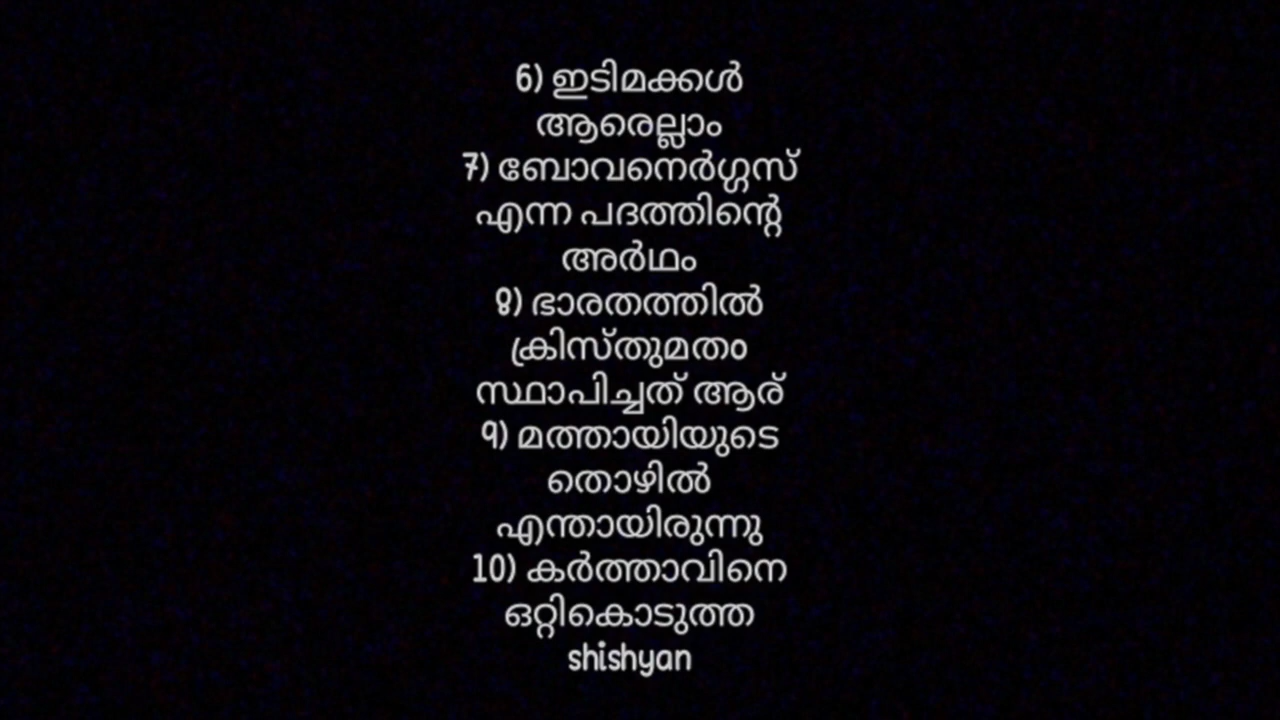 6) ഇടിമക്കൾ
ആരെല്ലാം
7) ബോവനെർഗ്ഗസ്
എന്ന പദത്തിന്റെ
അർഥം
8) ഭാരതത്തിൽ
ക്രിസ്തുമതം
സ്ഥാപിച്ചത് ആര്
9) മത്തായിയുടെ
തൊഴിൽ
എന്തായിരുന്നു
10) കർത്താവിനെ
ഒറ്റികൊടുത്ത
shishyan